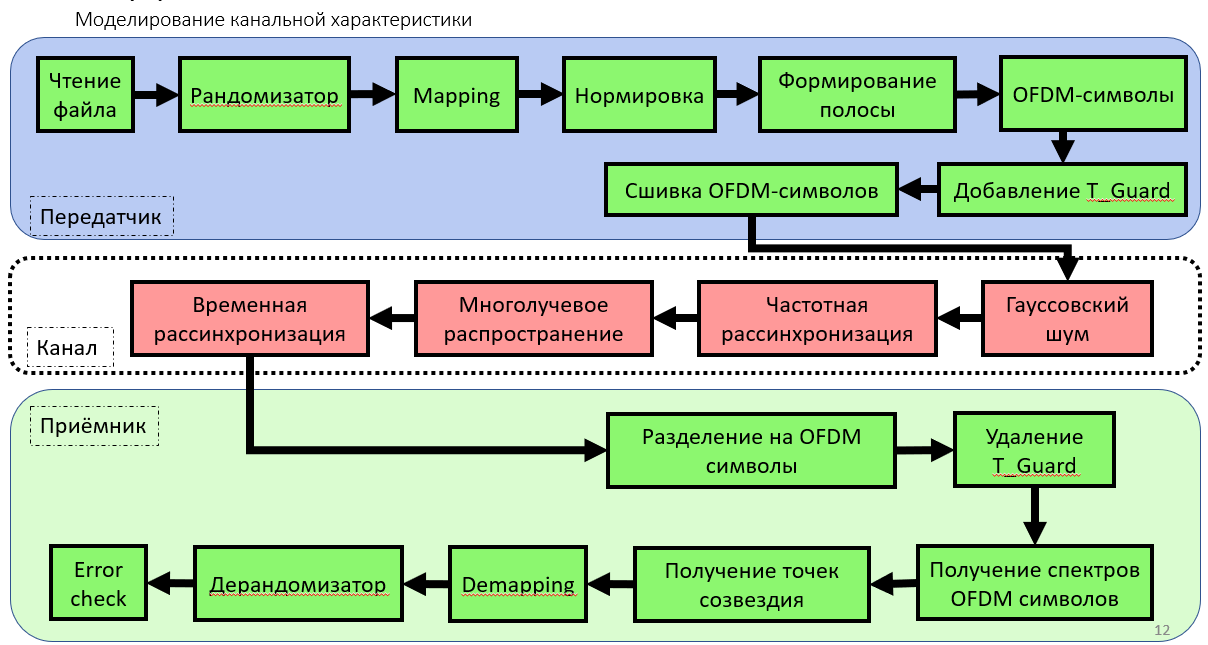 Моделирование канальной характеристики
Чтение
файла
Рандомизатор
Mapping
Нормировка
Формирование
полосы
OFDM-символы
Добавление T_Guard
Сшивка OFDM-символов
Передатчик
Гауссовский
шум
Частотная
рассинхронизация
Многолучевое
распространение
Временная
рассинхронизация
Канал
Приёмник
Разделение на OFDM
символы
Удаление
T_Guard
Получение спектров
OFDM символов
Получение точек
созвездия
Demapping
Дерандомизатор
Error
check
12